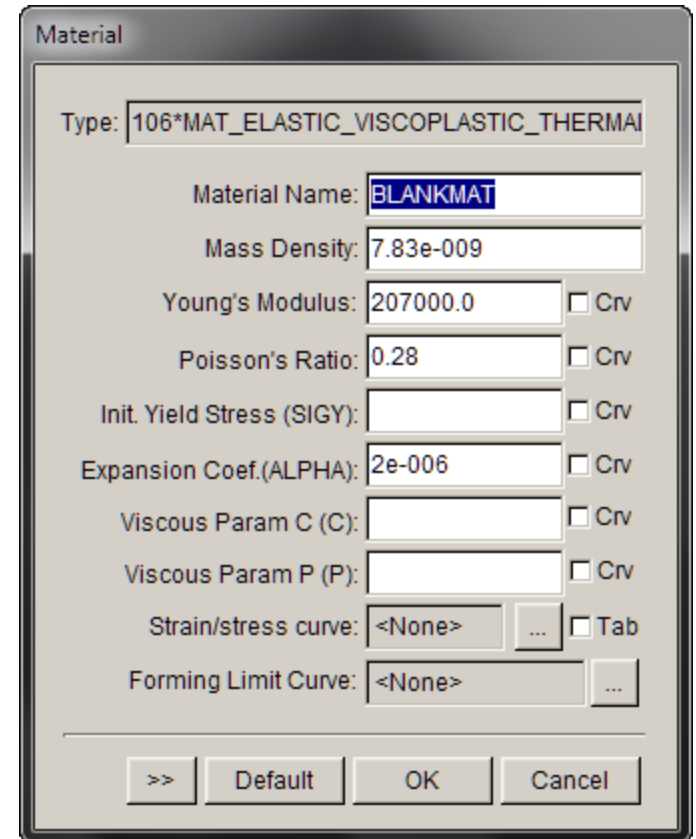 Material
Type: 106*MAT_ELASTIC_VISCOPLASTIC_THERMAL
Material Name: BLANKMAT
Mass Density: 7.83e-009
Young's Modulus: 207000.0 Crv
Poisson's Ratio: 0.28 Crv
Init. Yield Stress (SIGY): Crv
Expansion Coef.(ALPHA): 2e-006 Crv
Viscous Param C (C): Crv
Viscous Param P (P): Crv
Strain/stress curve: <None> ... Tab
Forming Limit Curve: <None> ...
>> Default OK Cancel